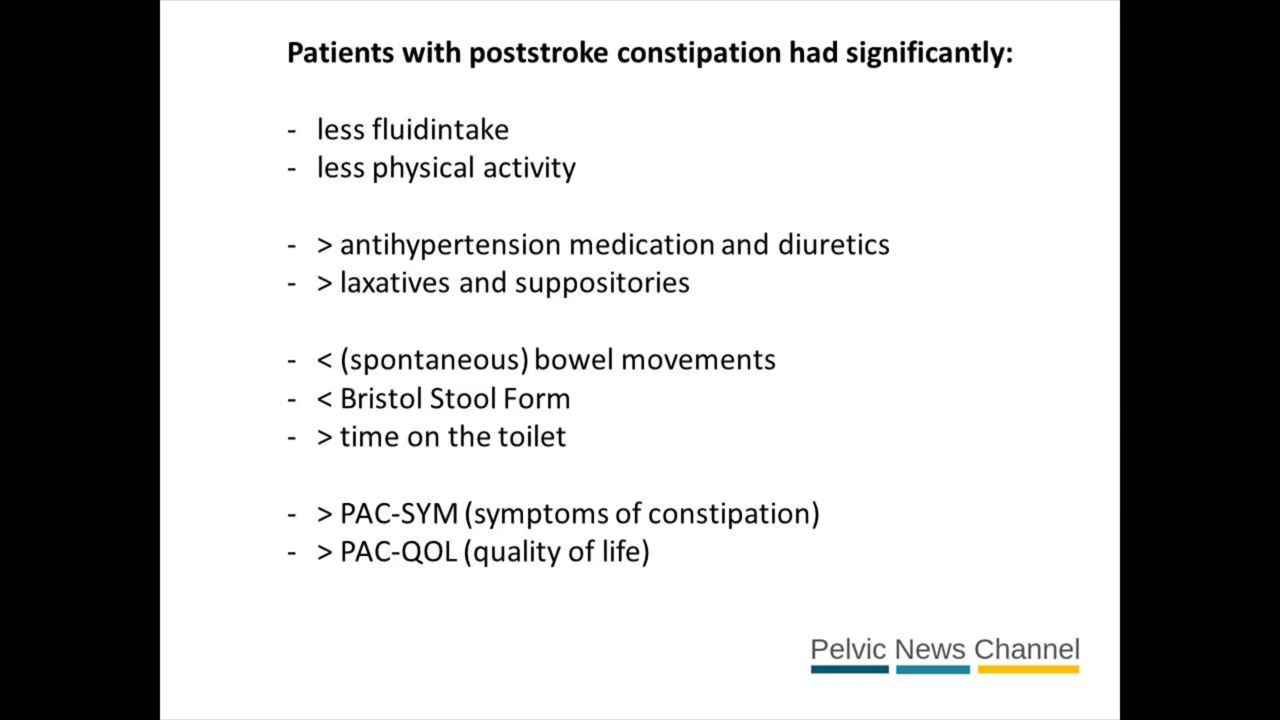 Patients with poststroke constipation had significantly:
- less fluidintake
- less physical activity
- > antihypertension medication and diuretics
- > laxatives and suppositories
- < (spontaneous) bowel movements
- < Bristol Stool Form
- > time on the toilet
- > PAC-SYM (symptoms of constipation)
- > PAC-QOL (quality of life)
Pelvic News Channel